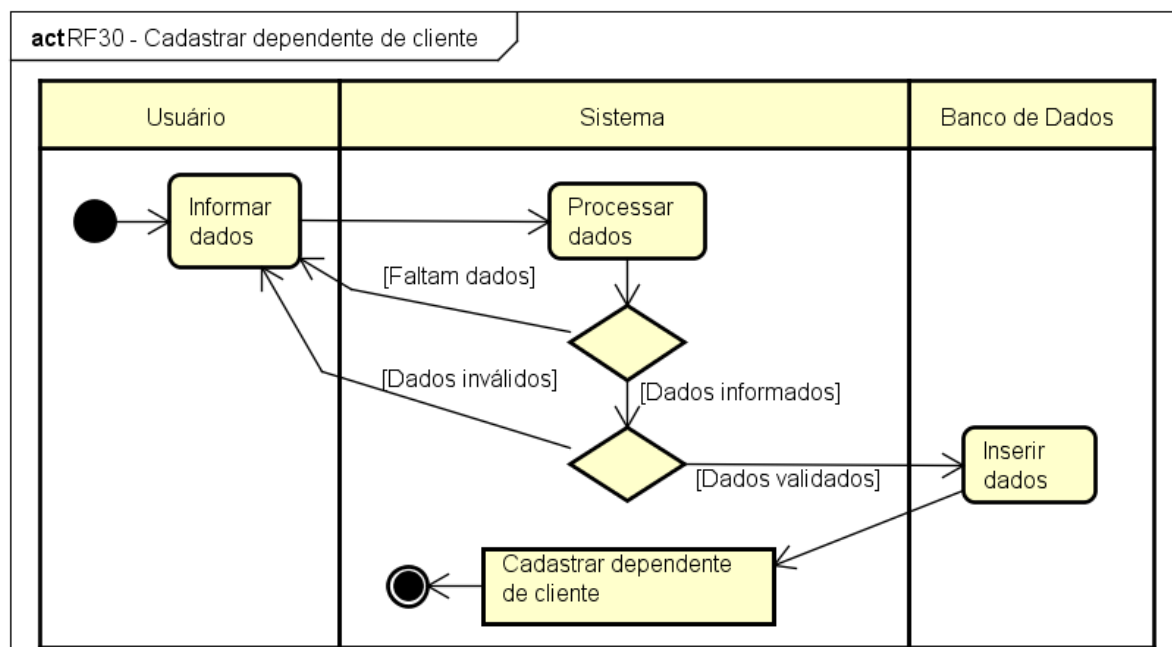 act RF30 - Cadastrar dependente de cliente
Usuário
Sistema
Banco de Dados
Informar
dados
Processar
dados
[Faltam dados]
[Dados inválidos]
[Dados informados]
Inserir
dados
[Dados validados]
Cadastrar dependente
de cliente